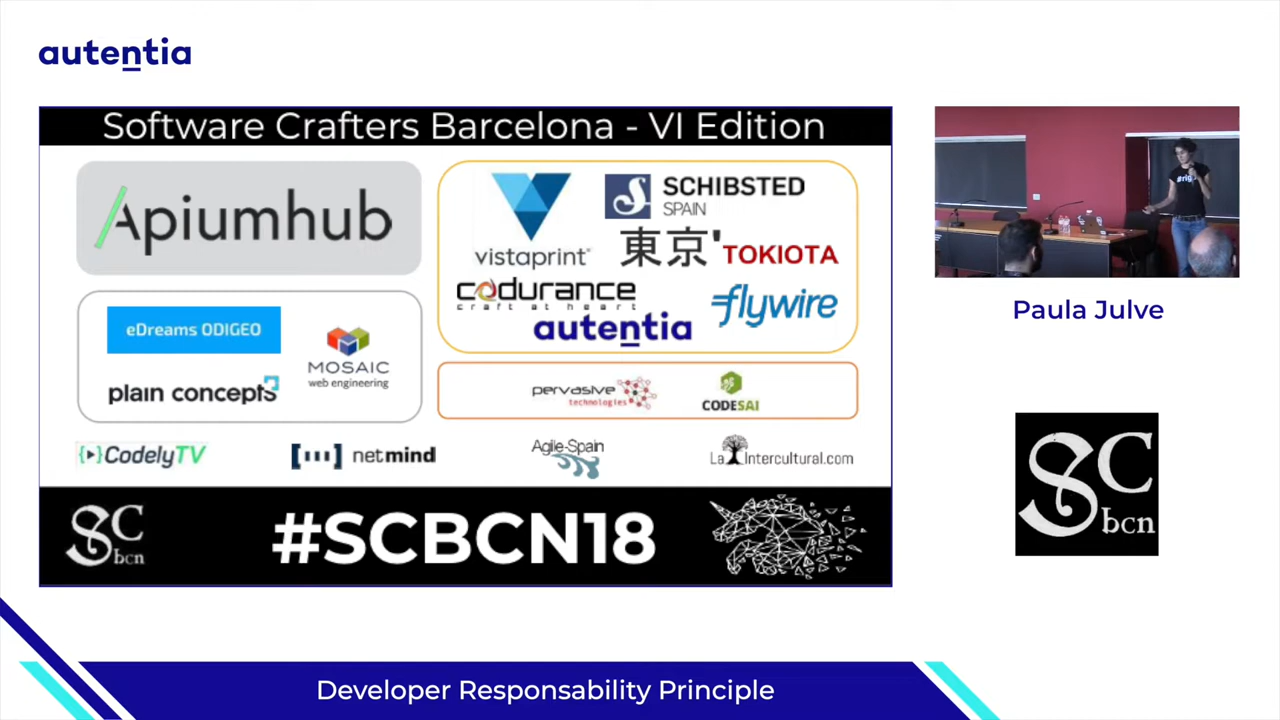 autentia
Software Crafters Barcelona - VI Edition
Apiumhub
vistaprint
SCHIBSTED
SPAIN
東京' TOKIOTA
codurance
craft at heart
flywire
autentia
eDreams ODIGEO
MOSAIC
web engineering
plain concepts
pervasive
technologies
CODESAI
{▸}CodelyTV
[ııı] netmind
Agile-Spain
La Intercultural.com
SC
bcn
#SCBCN18
Paula Julve
SC
bcn
Developer Responsability Principle